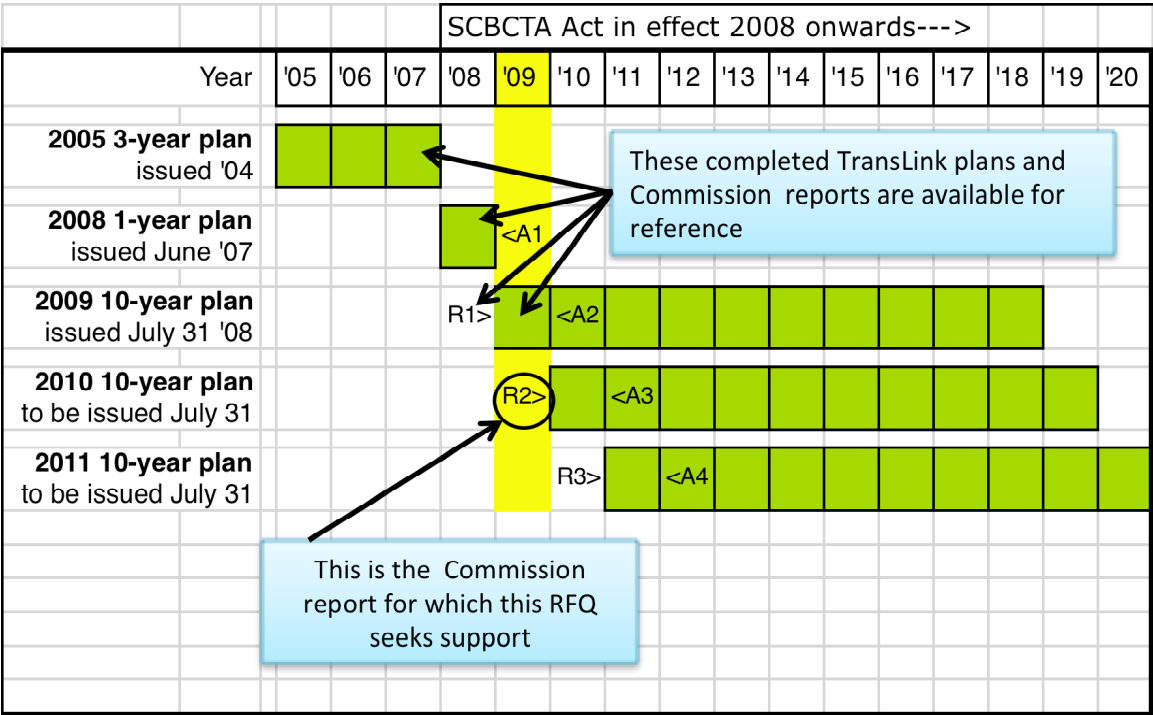 SCBCTA Act in effect 2008 onwards--->
Year '05 '06 '07 '08 '09 '10 '11 '12 '13 '14 '15 '16 '17 '18 '19 '20
2005 3-year plan
issued '04
These completed TransLink plans and
Commission  reports are available for
reference
2008 1-year plan
issued June '07
<A1
2009 10-year plan
issued July 31 '08
R1> <A2
2010 10-year plan
to be issued July 31
R2> <A3
2011 10-year plan
to be issued July 31
R3> <A4
This is the  Commission
report for which this RFQ
seeks support